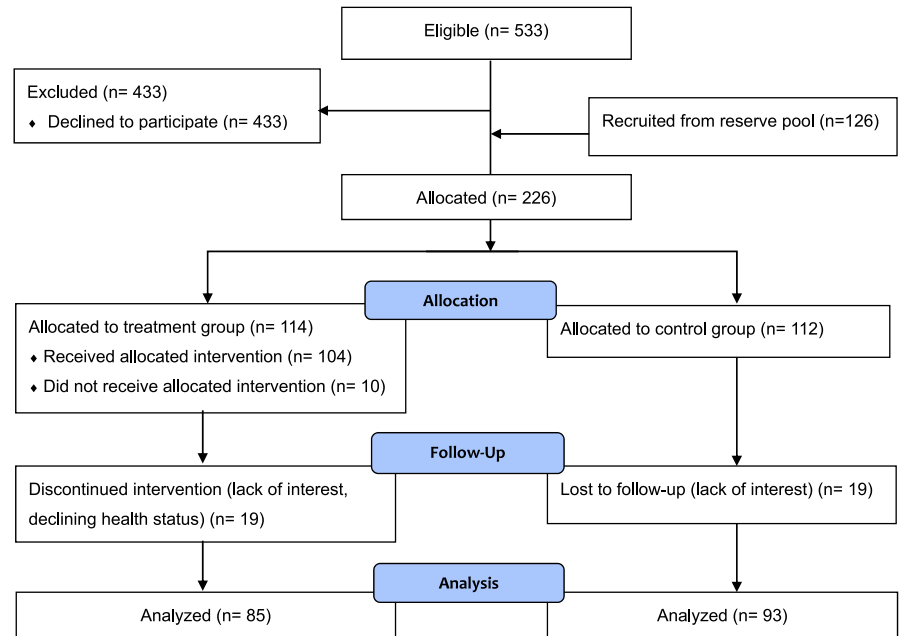 Eligible (n= 533)
Excluded (n= 433)
♦ Declined to participate (n= 433)
Recruited from reserve pool (n=126)
Allocated (n= 226)
Allocation
Allocated to treatment group (n= 114)
♦ Received allocated intervention (n= 104)
♦ Did not receive allocated intervention (n= 10)
Allocated to control group (n= 112)
Follow-Up
Discontinued intervention (lack of interest,
declining health status) (n= 19)
Lost to follow-up (lack of interest) (n= 19)
Analysis
Analyzed (n= 85)
Analyzed (n= 93)